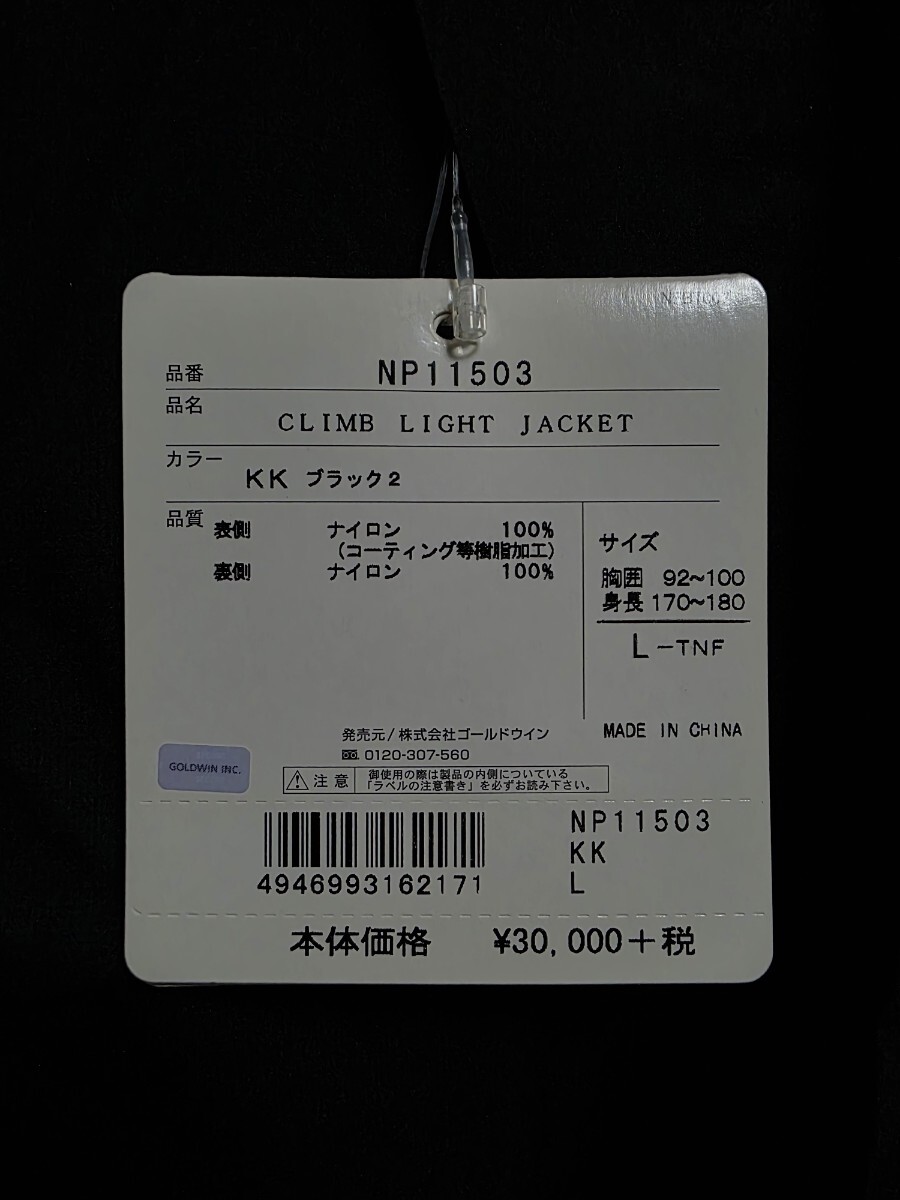 品番 NP11503
品名 CLIMB LIGHT JACKET
カラー KK ブラック2
品質 表側 ナイロン 100%
(コーティング等樹脂加工)
裏側 ナイロン 100%
サイズ
胸囲 92~100
身長 170~180
L-TNF
MADE IN CHINA
発売元/株式会社ゴールドウイン
0120-307-560
GOLDWIN INC.
注意 御使用の際は製品の内側についている
「ラベルの注意書き」を必ずお読み下さい。
4946993162171
NP11503
KK
L
本体価格 ¥30,000+税